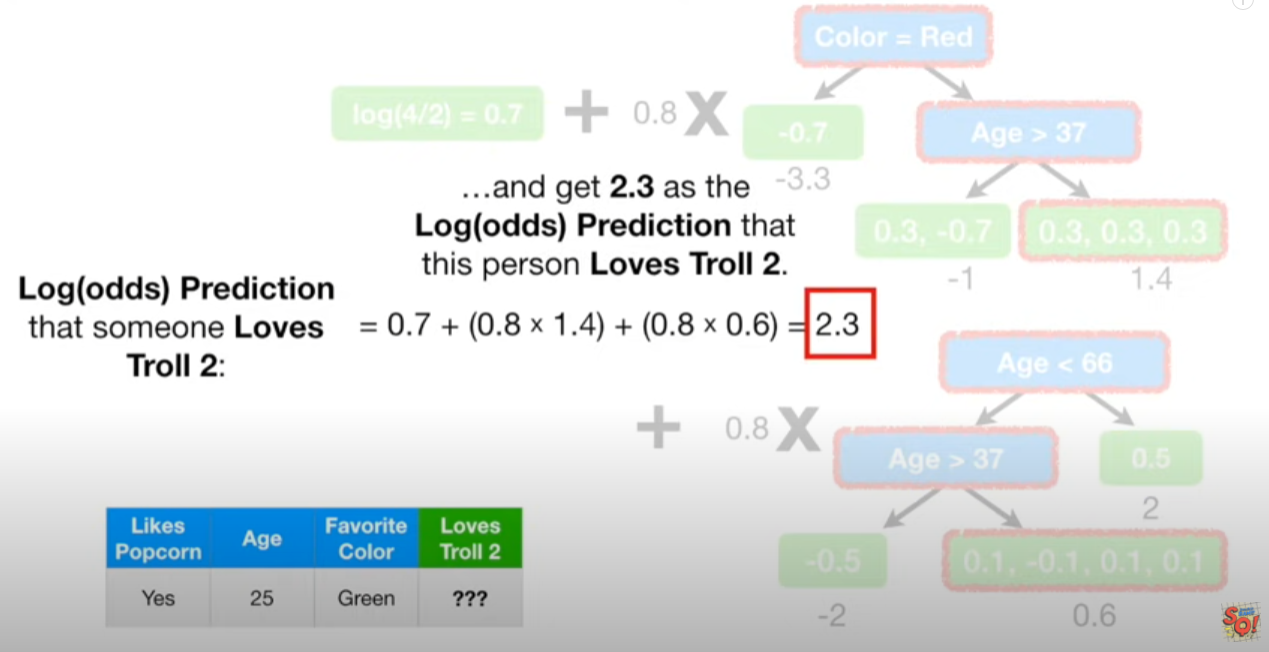 Color = Red
log(4/2) = 0.7 + 0.8 X
-0.7
Age > 37
-3.3
0.3, -0.7
0.3, 0.3, 0.3
-1
1.4
…and get 2.3 as the
Log(odds) Prediction that
this person Loves Troll 2.
Log(odds) Prediction
that someone Loves
Troll 2:
= 0.7 + (0.8 × 1.4) + (0.8 × 0.6) = 2.3
Age < 66
+ 0.8 X
Age > 37
0.5
2
-0.5
0.1, -0.1, 0.1, 0.1
-2
0.6
Likes Popcorn Age Favorite Color Loves Troll 2
Yes 25 Green ???
SQ!